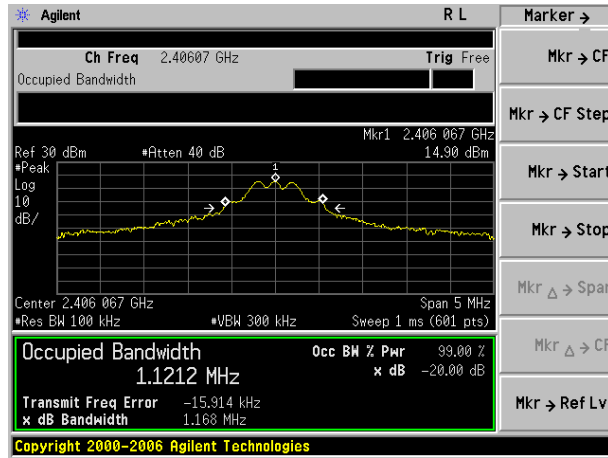 Agilent R L Marker →
Ch Freq 2.40607 GHz Trig Free
Occupied Bandwidth
Mkr → CF
Mkr → CF Step
Mkr1 2.406 067 GHz
Ref 30 dBm #Atten 40 dB 14.90 dBm
#Peak
Log
10
dB/
1
Mkr → Start
Mkr → Stop
Mkr △ → Span
Center 2.406 067 GHz Span 5 MHz
#Res BW 100 kHz #VBW 300 kHz Sweep 1 ms (601 pts)
Mkr △ → CF
Occupied Bandwidth Occ BW % Pwr 99.00 %
1.1212 MHz x dB -20.00 dB
Transmit Freq Error -15.914 kHz
x dB Bandwidth 1.168 MHz
Mkr → Ref Lv
Copyright 2000-2006 Agilent Technologies